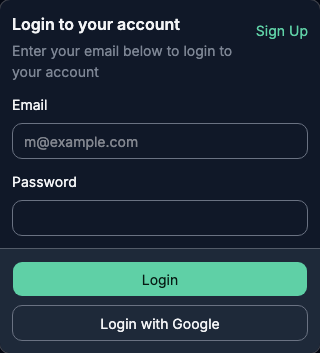 Login to your account
Sign Up
Enter your email below to login to
your account
Email
m@example.com
Password
Login
Login with Google